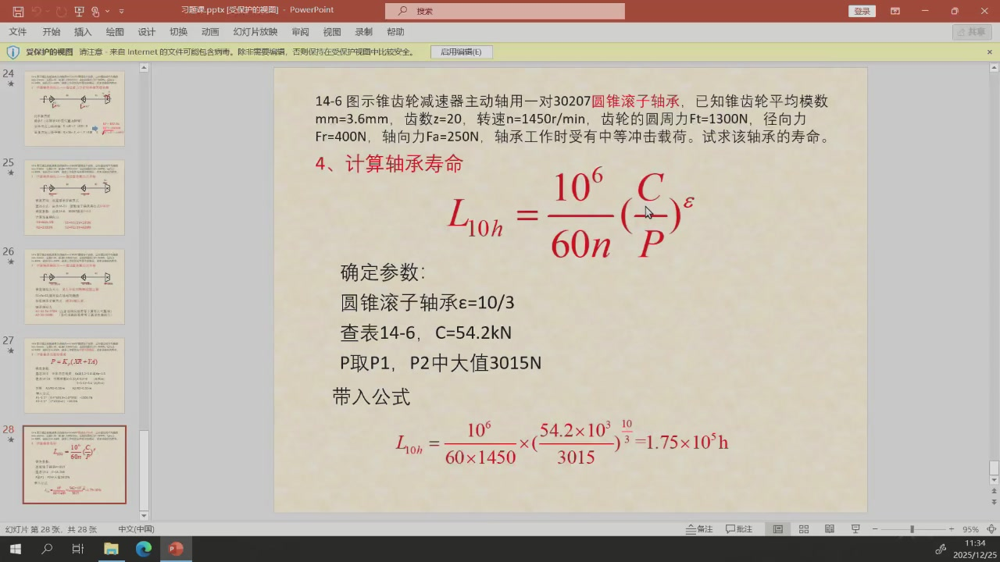 习题课.pptx [受保护的视图] - PowerPoint
搜索
登录
文件 开始 插入 绘图 设计 切换 动画 幻灯片放映 审阅 视图 录制 帮助
共享
受保护的视图 请注意 - 来自 Internet 的文件可能包含病毒。除非需要编辑，否则保持在受保护视图中比较安全。
启用编辑(E)
24
25
26
27
28
14-6 图示锥齿轮减速器主动轴用一对30207圆锥滚子轴承，已知锥齿轮平均模数
mm=3.6mm，齿数z=20，转速n=1450r/min，齿轮的圆周力Ft=1300N，径向力
Fr=400N，轴向力Fa=250N，轴承工作时受有中等冲击载荷。试求该轴承的寿命。
4、计算轴承寿命
L10h = 10^6/60n (C/P)^ε
确定参数：
圆锥滚子轴承ε=10/3
查表14-6，C=54.2kN
P取P1，P2中大值3015N
带入公式
L10h = 10^6/(60×1450) ×(54.2×10^3/3015)^(10/3) =1.75×10^5h
幻灯片 第 28 张，共 28 张
中文(中国)
备注
批注
95%
11:34
2025/12/25